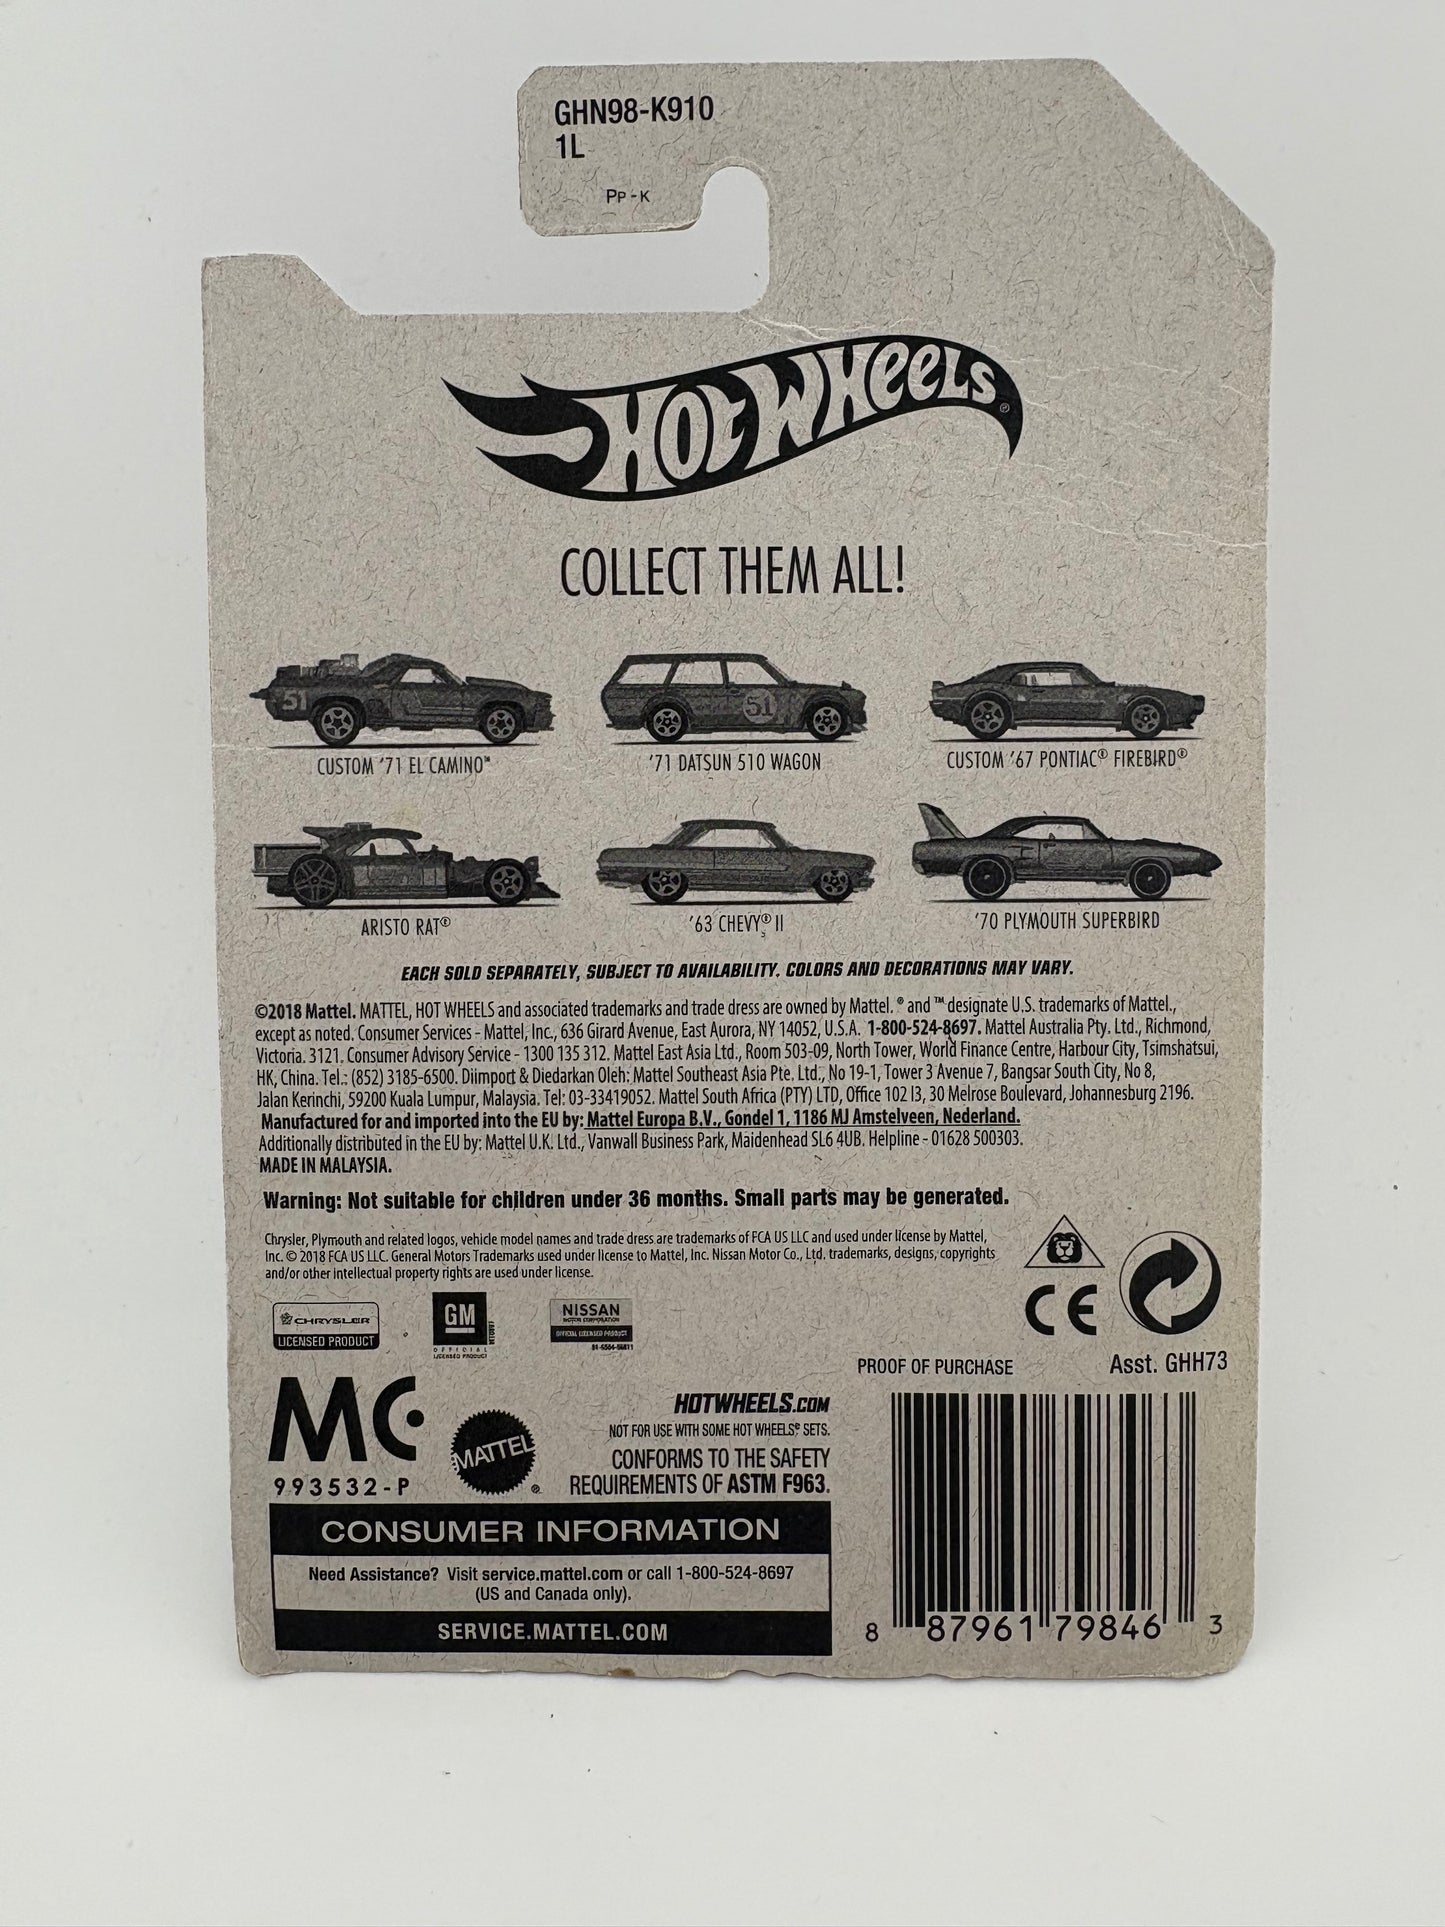 GHN98-K910
1L
PP-K
HOT WHEELS®
COLLECT THEM ALL!
51
51
CUSTOM '71 EL CAMINO™
'71 DATSUN 510 WAGON
CUSTOM '67 PONTIAC® FIREBIRD®
ARISTO RAT®
'63 CHEVY® II
'70 PLYMOUTH SUPERBIRD
EACH SOLD SEPARATELY, SUBJECT TO AVAILABILITY. COLORS AND DECORATIONS MAY VARY.
©2018 Mattel. MATTEL, HOT WHEELS and associated trademarks and trade dress are owned by Mattel. ® and ™ designate U.S. trademarks of Mattel.,
except as noted. Consumer Services - Mattel, Inc., 636 Girard Avenue, East Aurora, NY 14052, U.S.A. 1-800-524-8697. Mattel Australia Pty. Ltd., Richmond,
Victoria. 3121. Consumer Advisory Service - 1300 135 312. Mattel East Asia Ltd., Room 503-09, North Tower, World Finance Centre, Harbour City, Tsimshatsui,
HK, China. Tel.: (852) 3185-6500. Diimport & Diedarkan Oleh: Mattel Southeast Asia Pte. Ltd., No 19-1, Tower 3 Avenue 7, Bangsar South City, No 8,
Jalan Kerinchi, 59200 Kuala Lumpur, Malaysia. Tel: 03-33419052. Mattel South Africa (PTY) LTD, Office 102 I3, 30 Melrose Boulevard, Johannesburg 2196.
Manufactured for and imported into the EU by: Mattel Europa B.V., Gondel 1, 1186 MJ Amstelveen, Nederland.
Additionally distributed in the EU by: Mattel U.K. Ltd., Vanwall Business Park, Maidenhead SL6 4UB. Helpline - 01628 500303.
MADE IN MALAYSIA.
Warning: Not suitable for children under 36 months. Small parts may be generated.
Chrysler, Plymouth and related logos, vehicle model names and trade dress are trademarks of FCA US LLC and used under license by Mattel,
Inc. © 2018 FCA US LLC. General Motors Trademarks used under license to Mattel, Inc. Nissan Motor Co., Ltd. trademarks, designs, copyrights
and/or other intellectual property rights are used under license.
CE
CHRYSLER
LICENSED PRODUCT
GM
OFFICIAL
LICENSED PRODUCT
NISSAN
MOTOR CORPORATION
OFFICIAL LICENSED PRODUCT
PROOF OF PURCHASE
Asst. GHH73
MC
993532-P
MATTEL®
HOTWHEELS.COM
NOT FOR USE WITH SOME HOT WHEELS® SETS.
CONFORMS TO THE SAFETY
REQUIREMENTS OF ASTM F963.
CONSUMER INFORMATION
Need Assistance? Visit service.mattel.com or call 1-800-524-8697
(US and Canada only).
SERVICE.MATTEL.COM
8 87961 79846 3